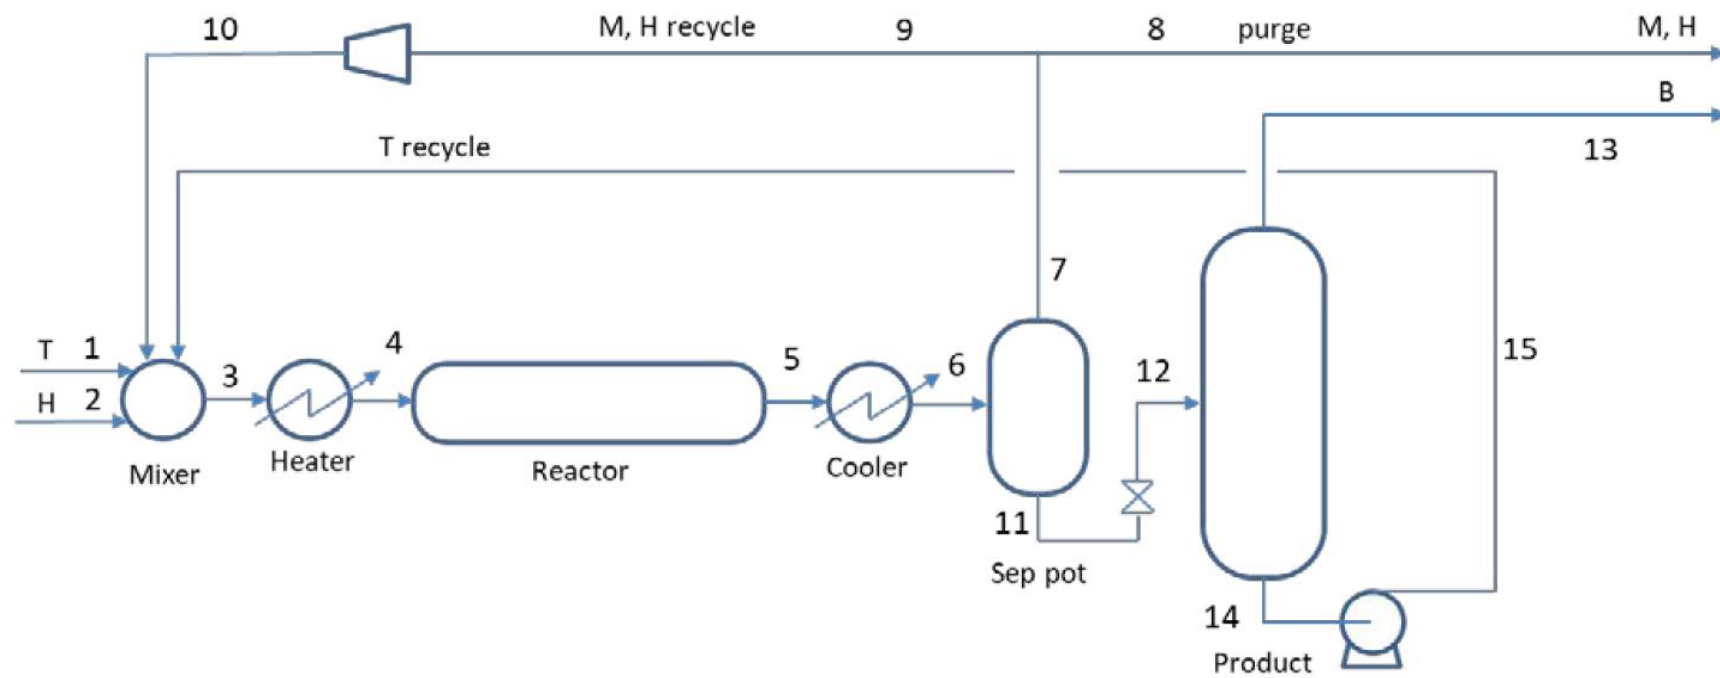 10
M, H recycle
9
8
purge
M, H
B
T recycle
13
7
T 1
4
5
6
12
15
3
H 2
Mixer
Heater
Reactor
Cooler
11
Sep pot
14
Product